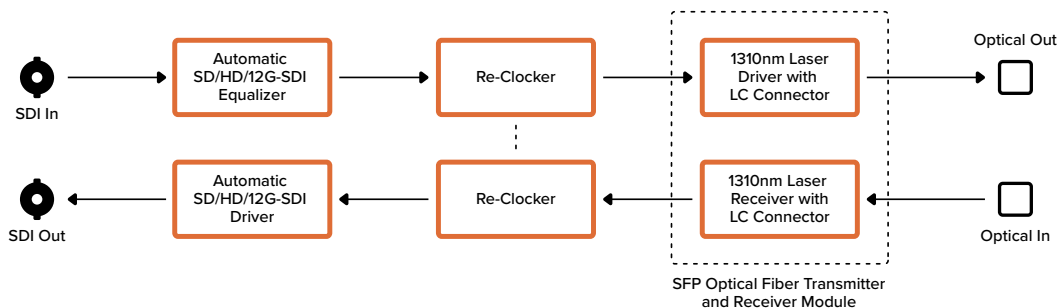 SDI In
Automatic
SD/HD/12G-SDI
Equalizer
Re-Clocker
1310nm Laser
Driver with
LC Connector
Optical Out
SDI Out
Automatic
SD/HD/12G-SDI
Driver
Re-Clocker
1310nm Laser
Receiver with
LC Connector
Optical In
SFP Optical Fiber Transmitter
and Receiver Module